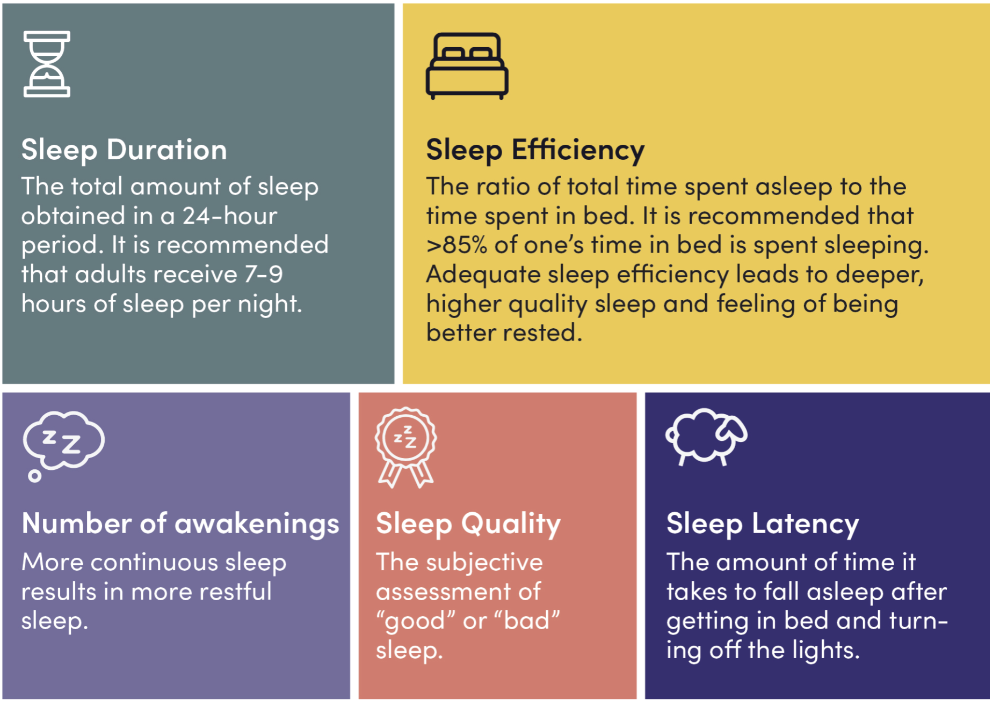 Sleep Duration
The total amount of sleep
obtained in a 24-hour
period. It is recommended
that adults receive 7-9
hours of sleep per night.
Sleep Efficiency
The ratio of total time spent asleep to the
time spent in bed. It is recommended that
>85% of one’s time in bed is spent sleeping.
Adequate sleep efficiency leads to deeper,
higher quality sleep and feeling of being
better rested.
z z
Number of awakenings
More continuous sleep
results in more restful
sleep.
z
z z
Sleep Quality
The subjective
assessment of
“good” or “bad”
sleep.
Sleep Latency
The amount of time it
takes to fall asleep after
getting in bed and turn-
ing off the lights.